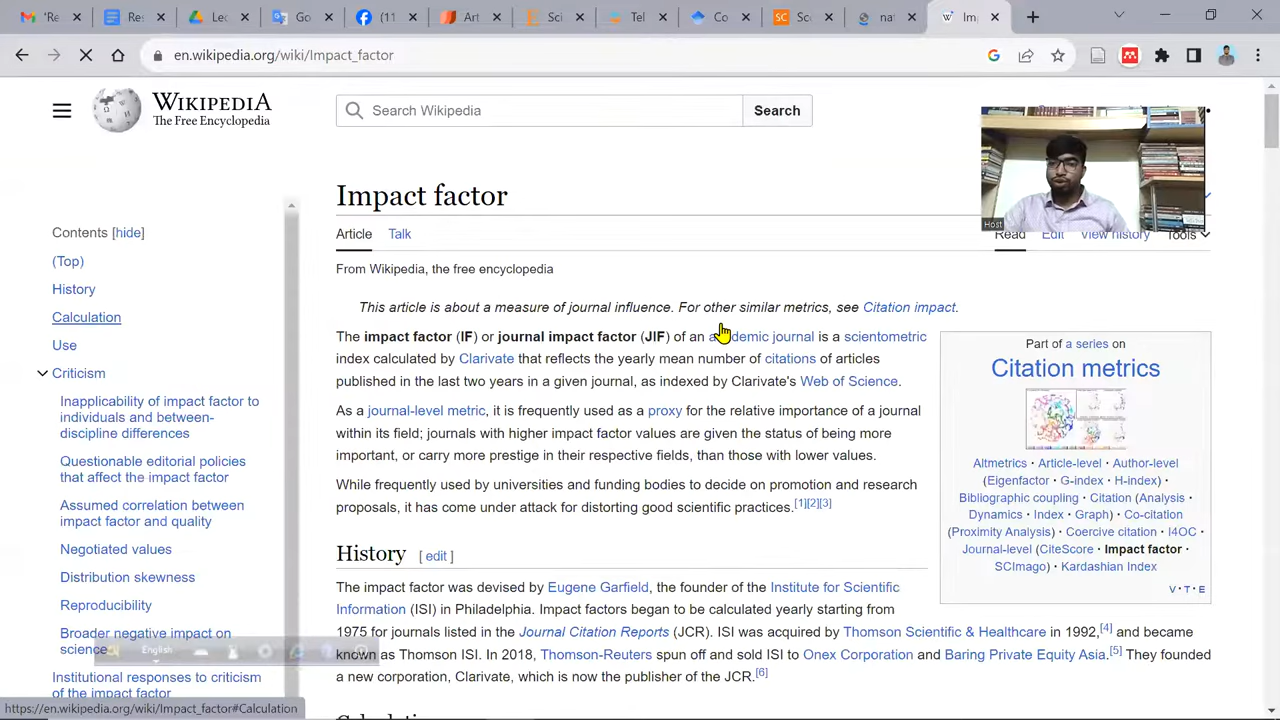 'Re
Res
Lec
Go
(11
Art
Sci
Tel
Co
Sc
na
Im
en.wikipedia.org/wiki/Impact_factor
WIKIPEDIA
The Free Encyclopedia
Search Wikipedia
Search
Host
Impact factor
Article Talk
Read Edit View history Tools
From Wikipedia, the free encyclopedia
Contents [hide]
(Top)
History
Calculation
Use
Criticism
Inapplicability of impact factor to
individuals and between-
discipline differences
Questionable editorial policies
that affect the impact factor
Assumed correlation between
impact factor and quality
Negotiated values
Distribution skewness
Reproducibility
Broader negative impact on
science
Institutional responses to criticism
of the impact factor
This article is about a measure of journal influence. For other similar metrics, see Citation impact.
The impact factor (IF) or journal impact factor (JIF) of an academic journal is a scientometric
index calculated by Clarivate that reflects the yearly mean number of citations of articles
published in the last two years in a given journal, as indexed by Clarivate's Web of Science.
As a journal-level metric, it is frequently used as a proxy for the relative importance of a journal
within its field; journals with higher impact factor values are given the status of being more
important, or carry more prestige in their respective fields, than those with lower values.
While frequently used by universities and funding bodies to decide on promotion and research
proposals, it has come under attack for distorting good scientific practices.[1][2][3]
Part of a series on
Citation metrics
Altmetrics · Article-level · Author-level
(Eigenfactor · G-index · H-index) ·
Bibliographic coupling · Citation (Analysis ·
Dynamics · Index · Graph) · Co-citation
(Proximity Analysis) · Coercive citation · I4OC ·
Journal-level (CiteScore · Impact factor ·
SCImago) · Kardashian Index
V · T · E
History [ edit ]
The impact factor was devised by Eugene Garfield, the founder of the Institute for Scientific
Information (ISI) in Philadelphia. Impact factors began to be calculated yearly starting from
1975 for journals listed in the Journal Citation Reports (JCR). ISI was acquired by Thomson Scientific & Healthcare in 1992,[4] and became
known as Thomson ISI. In 2018, Thomson-Reuters spun off and sold ISI to Onex Corporation and Baring Private Equity Asia.[5] They founded
a new corporation, Clarivate, which is now the publisher of the JCR.[6]
Calculation
English
https://en.wikipedia.org/wiki/Impact_factor#Calculation